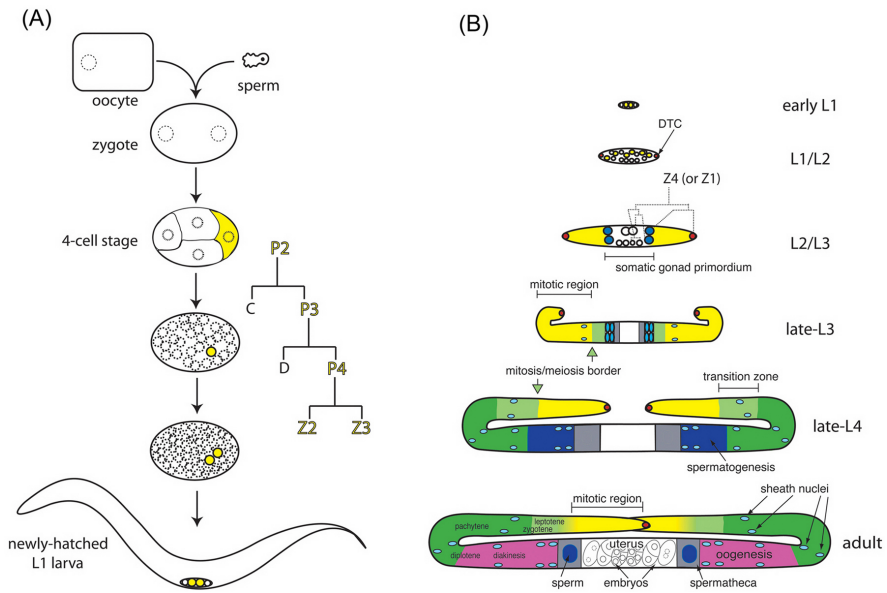 (A)
oocyte
sperm
zygote
4-cell stage
P2
C
P3
D
P4
Z2
Z3
newly-hatched
L1 larva
(B)
early L1
DTC
L1/L2
Z4 (or Z1)
L2/L3
somatic gonad primordium
mitotic region
late-L3
mitosis/meiosis border
transition zone
late-L4
spermatogenesis
mitotic region
sheath nuclei
pachytene
leptotene
zygotene
adult
diplotene
diakinesis
uterus
oogenesis
sperm
embryos
spermatheca